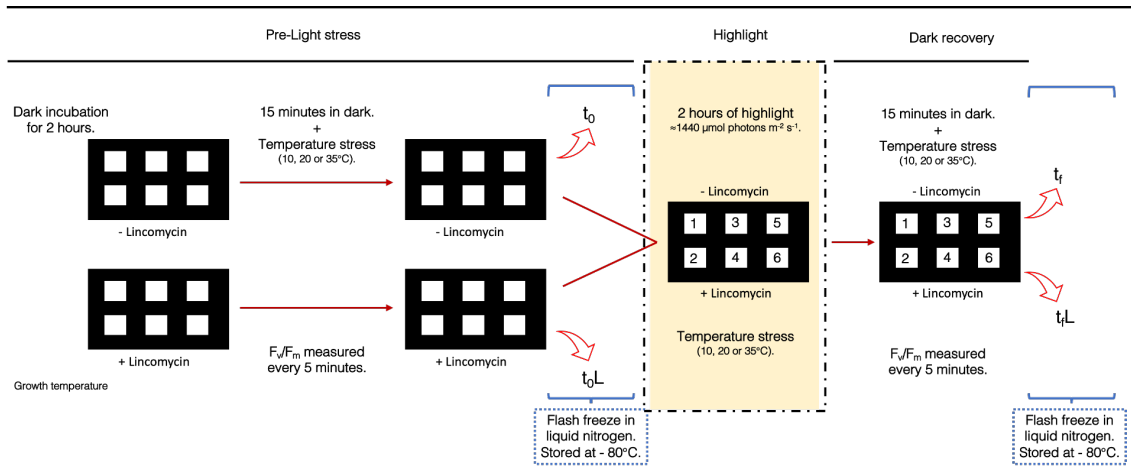 Pre-Light stress
Highlight
Dark recovery
Dark incubation
for 2 hours.
- Lincomycin
+ Lincomycin
Growth temperature
15 minutes in dark.
+
Temperature stress
(10, 20 or 35°C).
Fv/Fm measured
every 5 minutes.
- Lincomycin
+ Lincomycin
t0
t0L
Flash freeze in
liquid nitrogen.
Stored at - 80°C.
2 hours of highlight
≈1440 µmol photons m-2 s-1.
- Lincomycin
1 3 5
2 4 6
+ Lincomycin
Temperature stress
(10, 20 or 35°C).
15 minutes in dark.
+
Temperature stress
(10, 20 or 35°C).
- Lincomycin
1 3 5
2 4 6
+ Lincomycin
Fv/Fm measured
every 5 minutes.
tf
tfL
Flash freeze in
liquid nitrogen.
Stored at - 80°C.